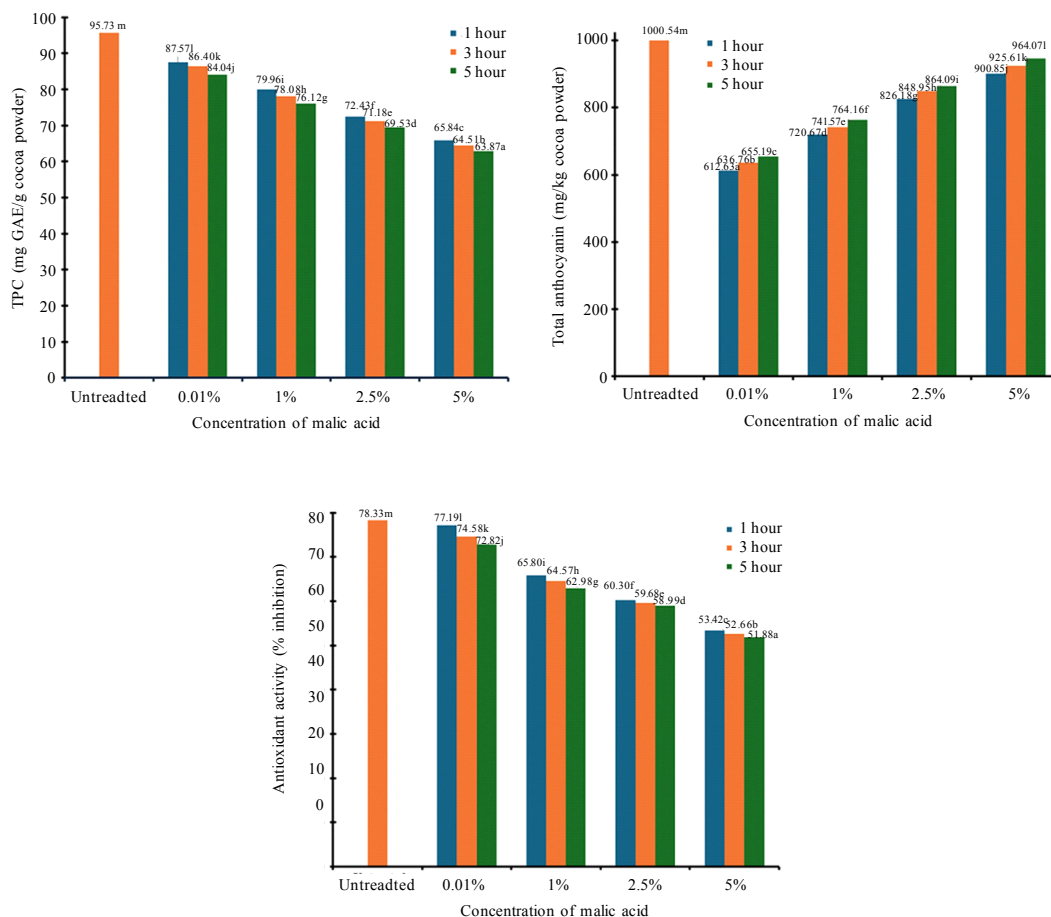 TPC (mg GAE/g cocoa powder)
100
90
80
70
60
50
40
30
20
10
0
95.73 m
87.57l
86.40k
84.04j
79.96i
78.08h
76.12g
72.43f
71.18e
69.53d
65.84c
64.51b
63.87a
1 hour
3 hour
5 hour
Untreadted
0.01%
1%
2.5%
5%
Concentration of malic acid
Total anthocyanin (mg/kg cocoa powder)
1000
800
600
400
200
0
1000.54m
612.63a
636.76b
655.19c
720.67d
741.57e
764.16f
826.18g
848.95h
864.09i
900.85j
925.61k
964.07l
1 hour
3 hour
5 hour
Untreadted
0.01%
1%
2.5%
5%
Concentration of malic acid
Antioxidant activity (% inhibition)
80
70
60
50
40
30
20
10
0
78.33m
77.19l
74.58k
72.82j
65.80i
64.57h
62.98g
60.30f
59.68e
58.99d
53.42c
52.66b
51.88a
1 hour
3 hour
5 hour
Untreadted
0.01%
1%
2.5%
5%
Concentration of malic acid